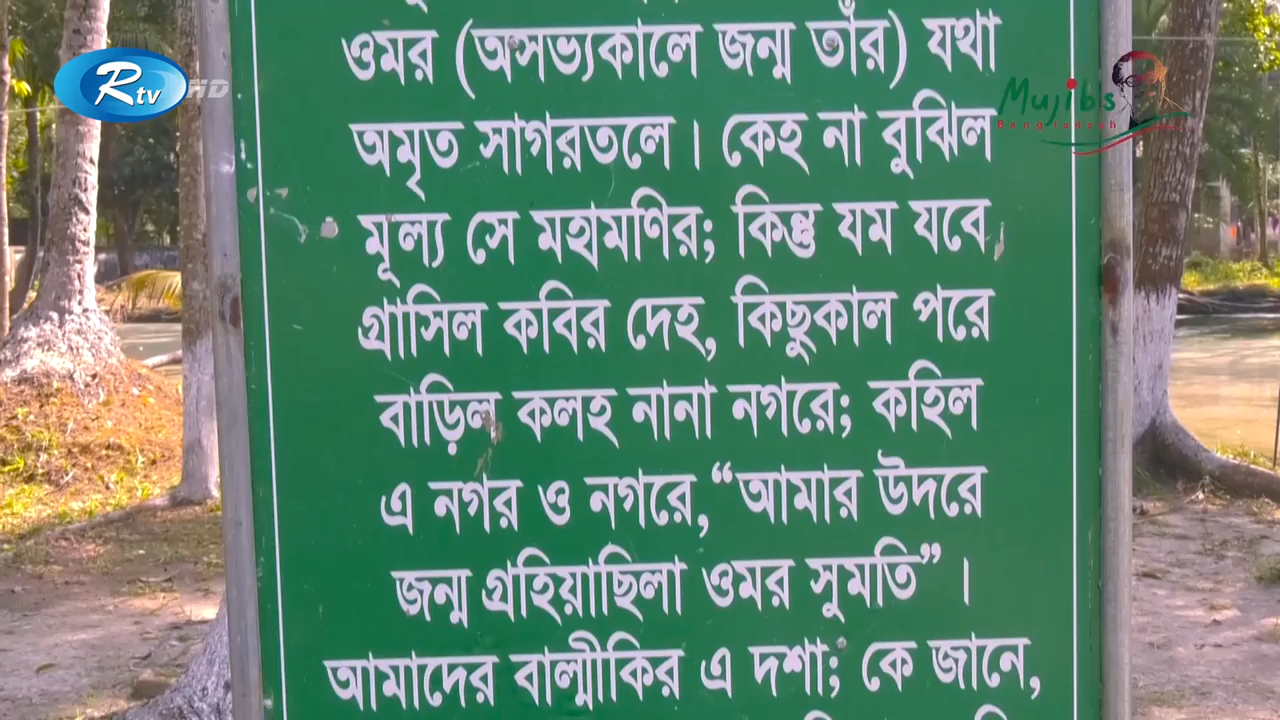 Rtv HD
Mujib's
Bangladesh
ওমর (অসভ্যকালে জন্ম তাঁর) যথা
অমৃত সাগরতলে। কেহ না বুঝিল
মূল্য সে মহামণির; কিন্তু যম যবে
গ্রাসিল কবির দেহ, কিছুকাল পরে
বাড়িল কলহ নানা নগরে; কহিল
এ নগর ও নগরে, “আমার উদরে
জন্ম গ্রহিয়াছিলা ওমর সুমতি”।
আমাদের বাল্মীকির এ দশা; কে জানে,